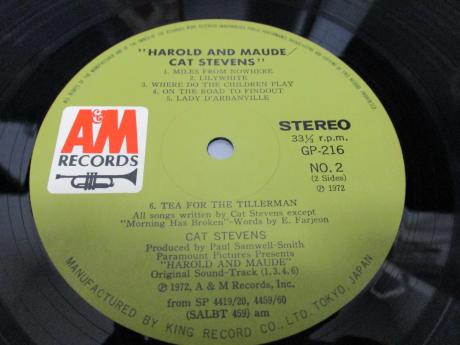 "HAROLD AND MAUDE/
CAT STEVENS"
1. MILES FROM NOWHERE
2. LILYWHITE
3. WHERE DO THE CHILDREN PLAY
4. ON THE ROAD TO FINDOUT
5. LADY D'ARBANVILLE
A&M
RECORDS
STEREO
33⅓ r.p.m.
GP-216
NO. 2
(2 Sides)
Ⓟ 1972
6. TEA FOR THE TILLERMAN
All songs written by Cat Stevens except
"Morning Has Broken"-Words by E. Farjeon
CAT STEVENS
Produced by Paul Samwell-Smith
Paramount Pictures Presents
"HAROLD AND MAUDE"
Original Sound-Track (1.3.4.6)
Ⓟ 1972, A & M Records, Inc.
from SP 4419/20, 4459/60
(SALBT 459) am
MANUFACTURED BY KING RECORD CO., LTD. TOKYO, JAPAN